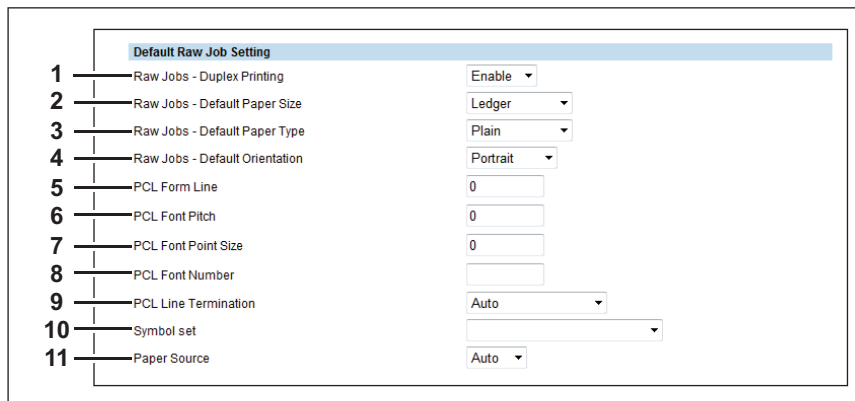 Default Raw Job Setting
1 Raw Jobs - Duplex Printing Enable
2 Raw Jobs - Default Paper Size Ledger
3 Raw Jobs - Default Paper Type Plain
4 Raw Jobs - Default Orientation Portrait
5 PCL Form Line 0
6 PCL Font Pitch 0
7 PCL Font Point Size 0
8 PCL Font Number
9 PCL Line Termination Auto
10 Symbol set
11 Paper Source Auto